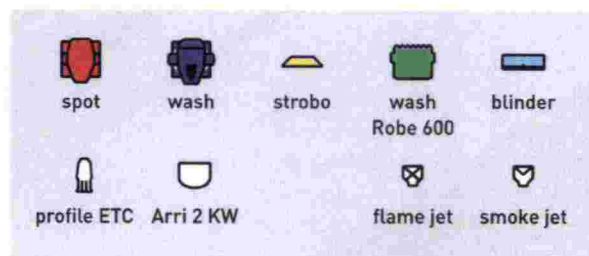 spot
wash
strobo
wash
Robe 600
blinder
profile ETC
Arri 2 KW
flame jet
smoke jet